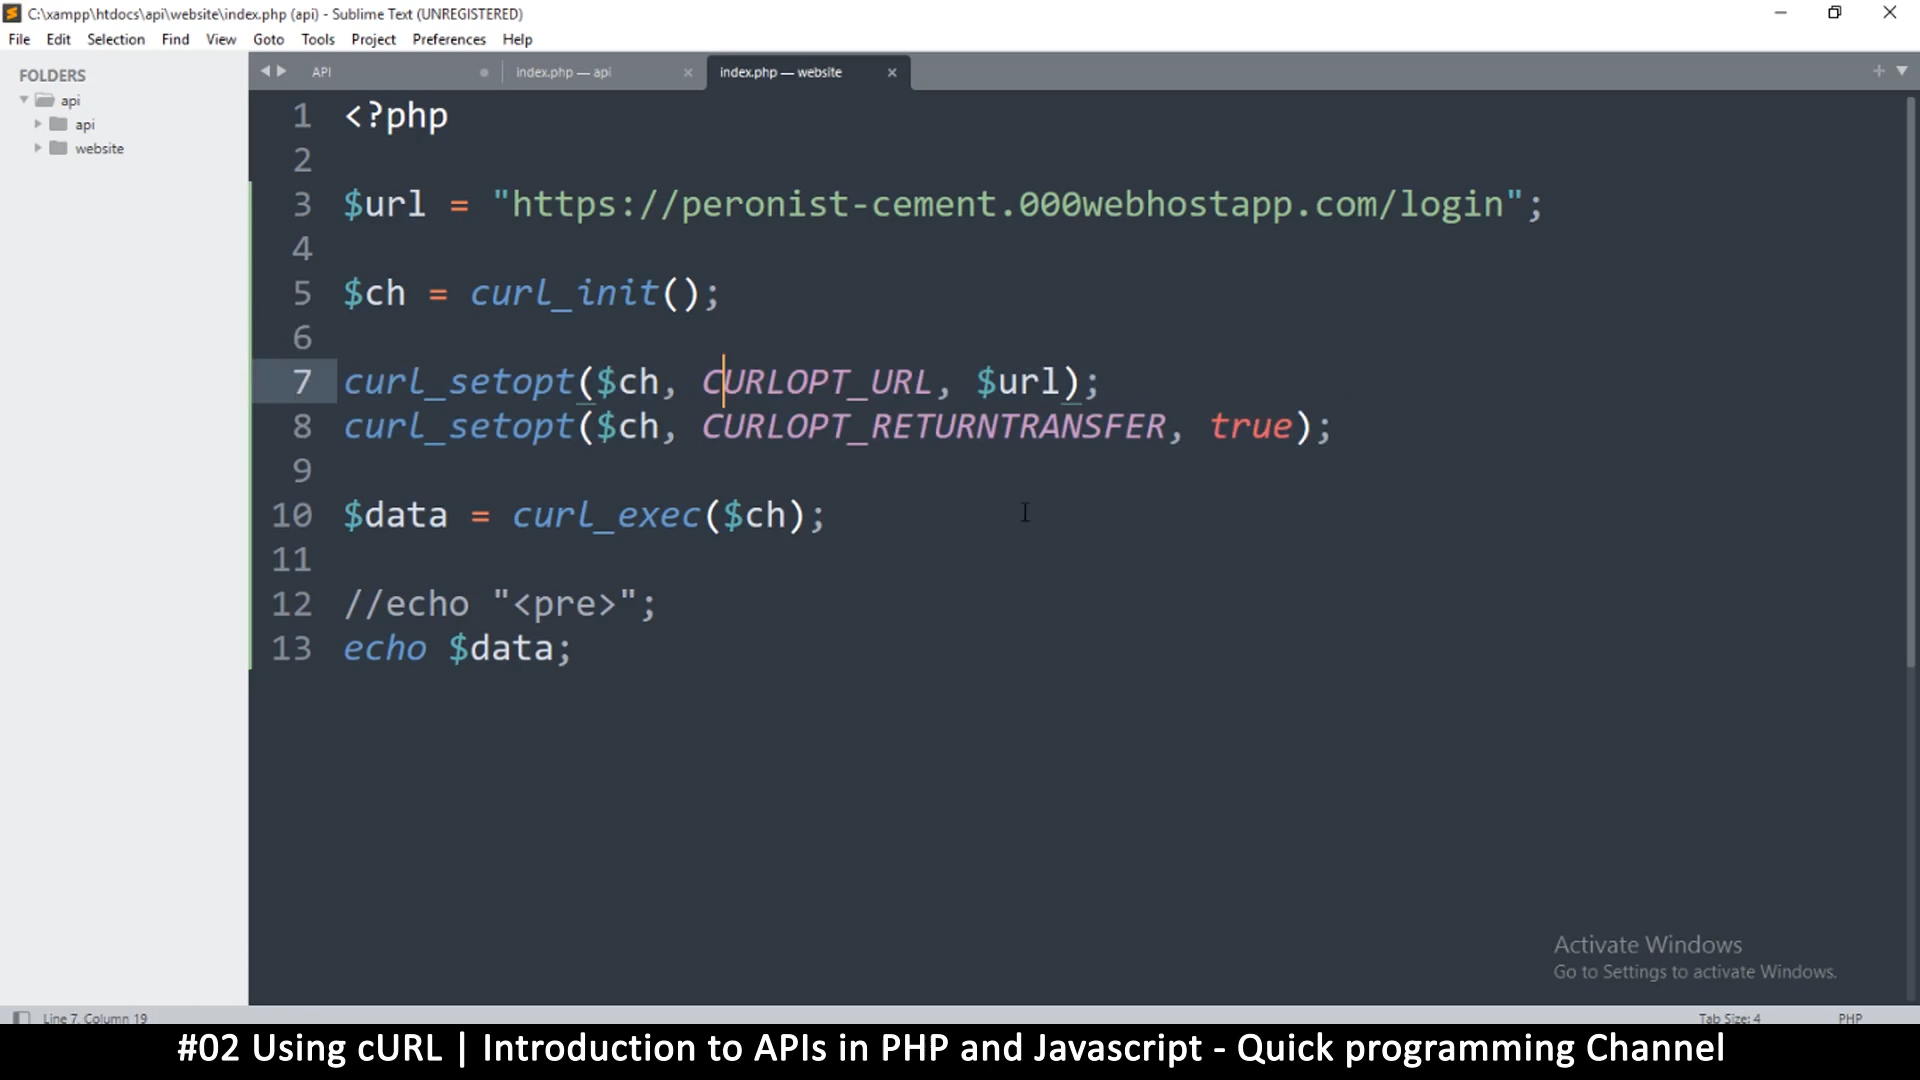 C:\xampp\htdocs\api\website\index.php (api) - Sublime Text (UNREGISTERED)
File Edit Selection Find View Goto Tools Project Preferences Help
FOLDERS
api
api
website
API index.php — api index.php — website
1 <?php
2
3 $url = "https://peronist-cement.000webhostapp.com/login";
4
5 $ch = curl_init();
6
7 curl_setopt($ch, CURLOPT_URL, $url);
8 curl_setopt($ch, CURLOPT_RETURNTRANSFER, true);
9
10 $data = curl_exec($ch);
11
12 //echo "<pre>";
13 echo $data;
Activate Windows
Go to Settings to activate Windows.
Line 7, Column 19 Tab Size: 4 PHP
#02 Using cURL | Introduction to APIs in PHP and Javascript - Quick programming Channel